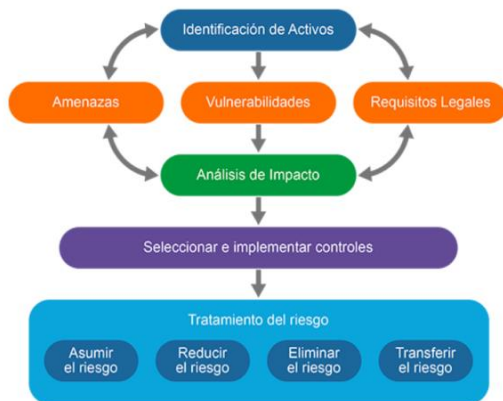 Identificación de Activos
Amenazas
Vulnerabilidades
Requisitos Legales
Análisis de Impacto
Seleccionar e implementar controles
Tratamiento del riesgo
Asumir
el riesgo
Reducir
el riesgo
Eliminar
el riesgo
Transferir
el riesgo